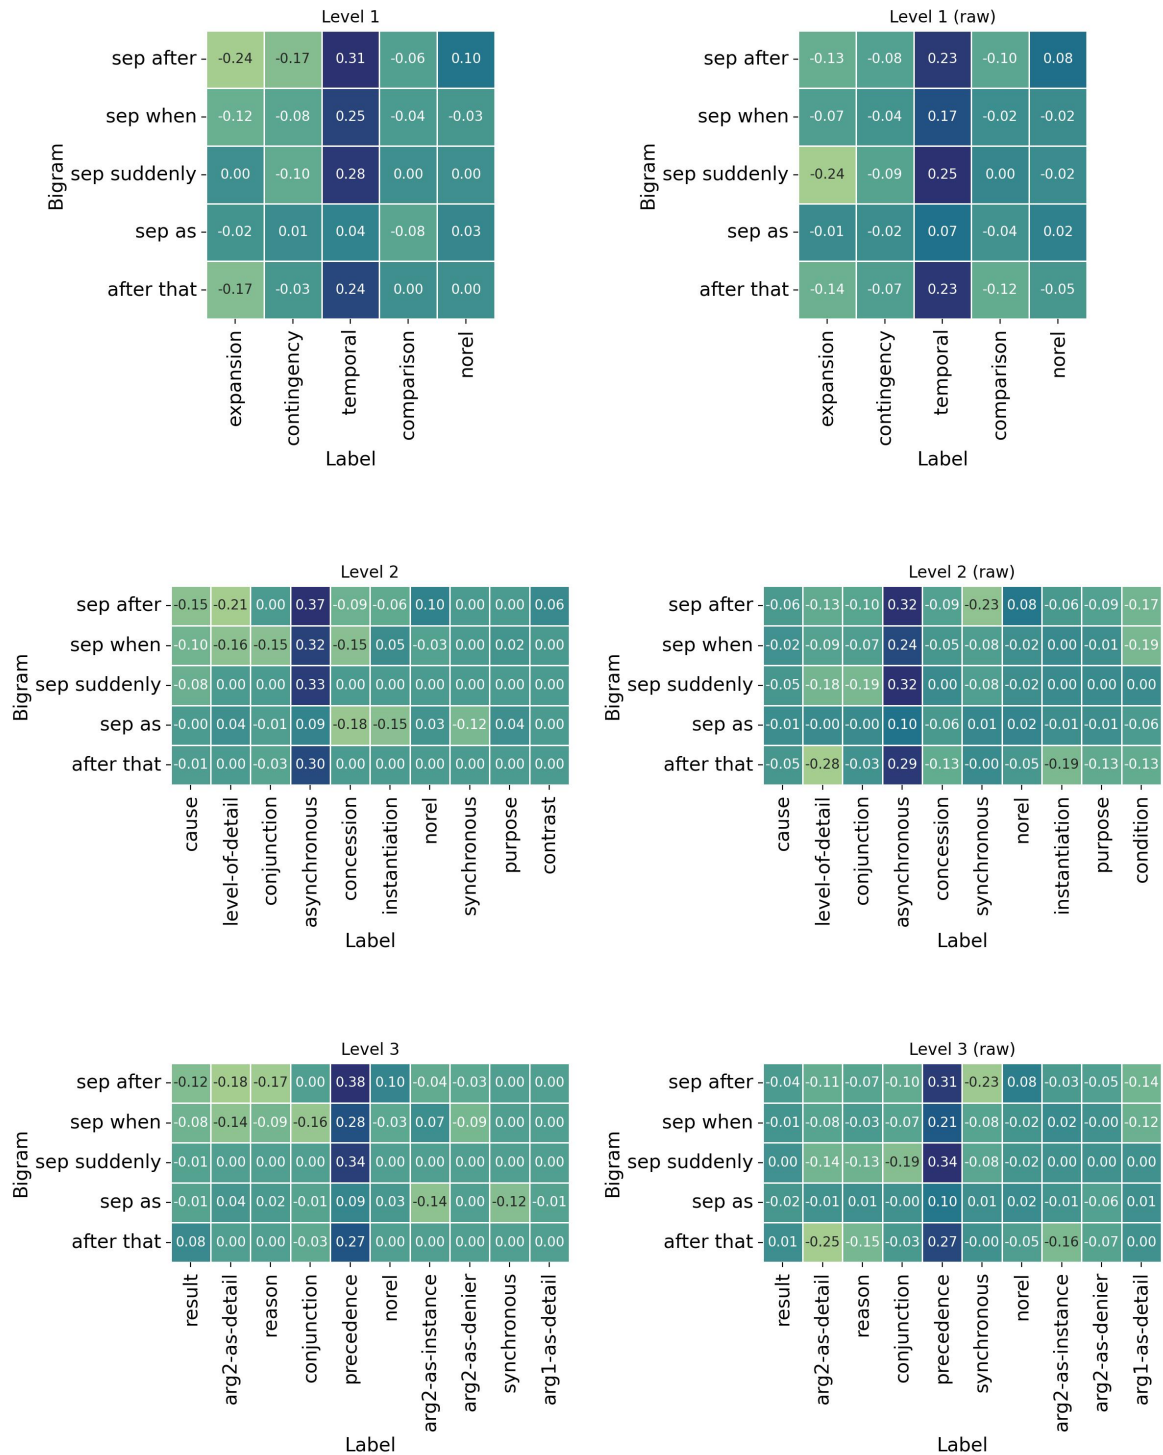 Level 1
sep after -0.24 -0.17 0.31 -0.06 0.10
sep when -0.12 -0.08 0.25 -0.04 -0.03
sep suddenly 0.00 -0.10 0.28 0.00 0.00
sep as -0.02 0.01 0.04 -0.08 0.03
after that -0.17 -0.03 0.24 0.00 0.00
Bigram
expansion contingency temporal comparison norel
Label
Level 1 (raw)
sep after -0.13 -0.08 0.23 -0.10 0.08
sep when -0.07 -0.04 0.17 -0.02 -0.02
sep suddenly -0.24 -0.09 0.25 0.00 -0.02
sep as -0.01 -0.02 0.07 -0.04 0.02
after that -0.14 -0.07 0.23 -0.12 -0.05
Bigram
expansion contingency temporal comparison norel
Label
Level 2
sep after -0.15 -0.21 0.00 0.37 -0.09 -0.06 0.10 0.00 0.00 0.06
sep when -0.10 -0.16 -0.15 0.32 -0.15 0.05 -0.03 0.00 0.02 0.00
sep suddenly -0.08 0.00 0.00 0.33 0.00 0.00 0.00 0.00 0.00 0.00
sep as -0.00 0.04 -0.01 0.09 -0.18 -0.15 0.03 -0.12 0.04 0.00
after that -0.01 0.00 -0.03 0.30 0.00 0.00 0.00 0.00 0.00 0.00
Bigram
cause level-of-detail conjunction asynchronous concession instantiation norel synchronous purpose contrast
Label
Level 2 (raw)
sep after -0.06 -0.13 -0.10 0.32 -0.09 -0.23 0.08 -0.06 -0.09 -0.17
sep when -0.02 -0.09 -0.07 0.24 -0.05 -0.08 -0.02 0.00 -0.01 -0.19
sep suddenly -0.05 -0.18 -0.19 0.32 0.00 -0.08 -0.02 0.00 0.00 0.00
sep as -0.01 -0.00 -0.00 0.10 -0.06 0.01 0.02 -0.01 -0.01 -0.06
after that -0.05 -0.28 -0.03 0.29 -0.13 -0.00 -0.05 -0.19 -0.13 -0.13
Bigram
cause level-of-detail conjunction asynchronous concession synchronous norel instantiation purpose condition
Label
Level 3
sep after -0.12 -0.18 -0.17 0.00 0.38 0.10 -0.04 -0.03 0.00 0.00
sep when -0.08 -0.14 -0.09 -0.16 0.28 -0.03 0.07 -0.09 0.00 0.00
sep suddenly -0.01 0.00 0.00 0.00 0.34 0.00 0.00 0.00 0.00 0.00
sep as -0.01 0.04 0.02 -0.01 0.09 0.03 -0.14 0.00 -0.12 -0.01
after that 0.08 0.00 0.00 -0.03 0.27 0.00 0.00 0.00 0.00 0.00
Bigram
result arg2-as-detail reason conjunction precedence norel arg2-as-instance arg2-as-denier synchronous arg1-as-detail
Label
Level 3 (raw)
sep after -0.04 -0.11 -0.07 -0.10 0.31 -0.23 0.08 -0.03 -0.05 -0.14
sep when -0.01 -0.08 -0.03 -0.07 0.21 -0.08 -0.02 0.02 -0.00 -0.12
sep suddenly 0.00 -0.14 -0.13 -0.19 0.34 -0.08 -0.02 0.00 0.00 0.00
sep as -0.02 -0.01 0.01 -0.00 0.10 0.01 0.02 -0.01 -0.06 0.01
after that 0.01 -0.25 -0.15 -0.03 0.27 -0.00 -0.05 -0.16 -0.07 0.00
Bigram
result arg2-as-detail reason conjunction precedence synchronous norel arg2-as-instance arg2-as-denier arg1-as-detail
Label